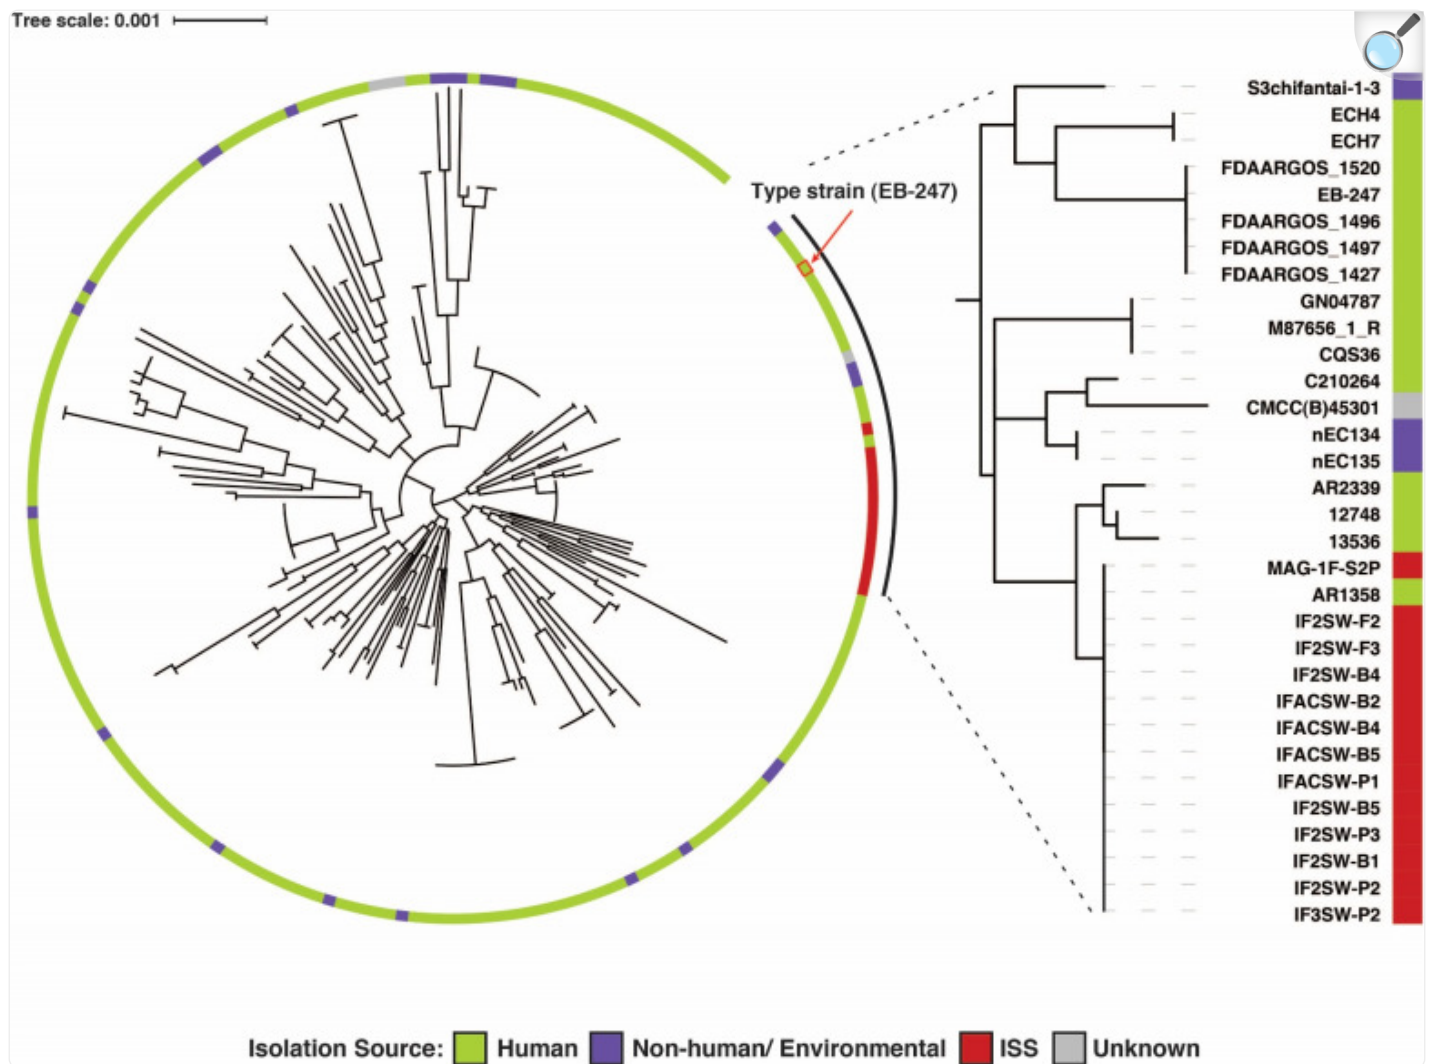 Tree scale: 0.001
Type strain (EB-247)
S3chifantai-1-3
ECH4
ECH7
FDAARGOS_1520
EB-247
FDAARGOS_1496
FDAARGOS_1497
FDAARGOS_1427
GN04787
M87656_1_R
CQS36
C210264
CMCC(B)45301
nEC134
nEC135
AR2339
12748
13536
MAG-1F-S2P
AR1358
IF2SW-F2
IF2SW-F3
IF2SW-B4
IFACSW-B2
IFACSW-B4
IFACSW-B5
IFACSW-P1
IF2SW-B5
IF2SW-P3
IF2SW-B1
IF2SW-P2
IF3SW-P2
Isolation Source: Human Non-human/ Environmental ISS Unknown